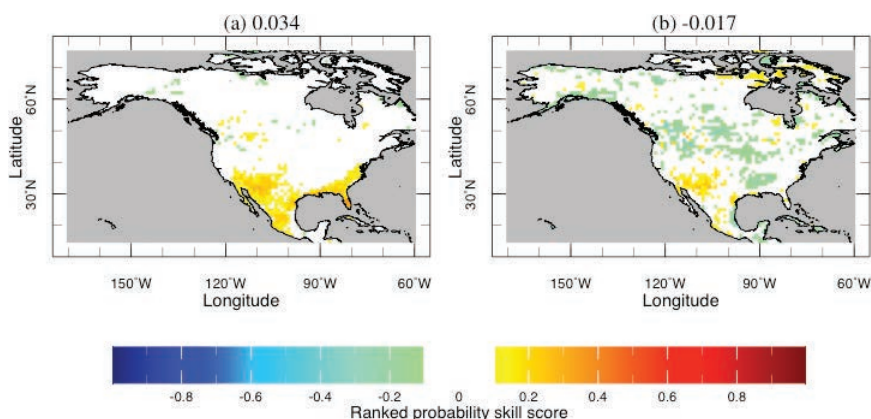 (a) 0.034
(b) -0.017
Latitude
60°N
30°N
150°W
120°W
90°W
60°W
Longitude
Latitude
60°N
30°N
150°W
120°W
90°W
60°W
Longitude
-0.8
-0.6
-0.4
-0.2
0
0.2
0.4
0.6
0.8
Ranked probability skill score